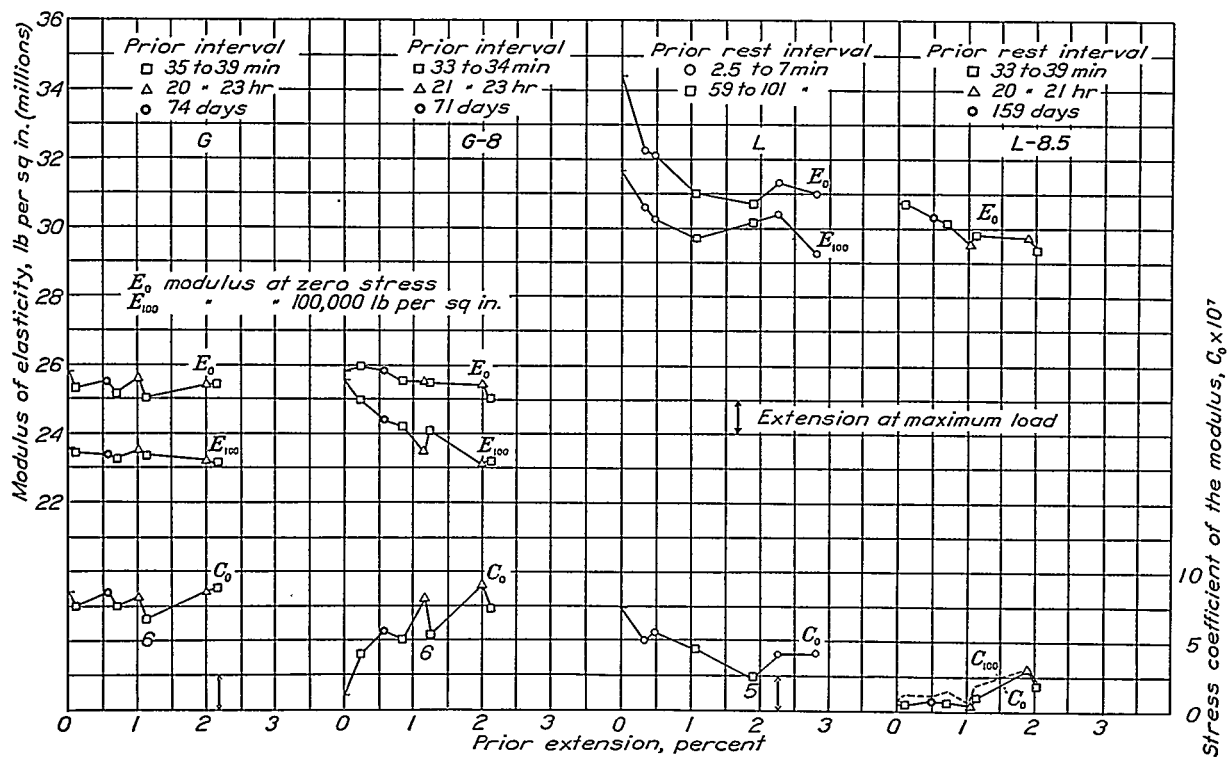 Modulus of elasticity, lb per sq in. (millions)
36
34
32
30
28
26
24
22
Prior interval
□ 35 to 39 min
△ 20 " 23 hr
○ 74 days
G
Prior interval
□ 33 to 34 min
△ 21 " 23 hr
○ 71 days
G-8
Prior rest interval
○ 2.5 to 7 min
□ 59 to 101 "
L
Prior rest interval
□ 33 to 39 min
△ 20 " 21 hr
○ 159 days
L-8.5
E₀
E₁₀₀
E₀
E₀ modulus at zero stress
E₁₀₀ " " 100,000 lb per sq in.
E₀
E₁₀₀
E₀
E₁₀₀
Extension at maximum load
C₀
6
C₀
6
C₀
5
C₁₀₀
C₀
10
5
0
Stress coefficient of the modulus, C₀ x 10⁷
0 1 2 3 0 1 2 3 0 1 2 3 0 1 2 3
Prior extension, percent